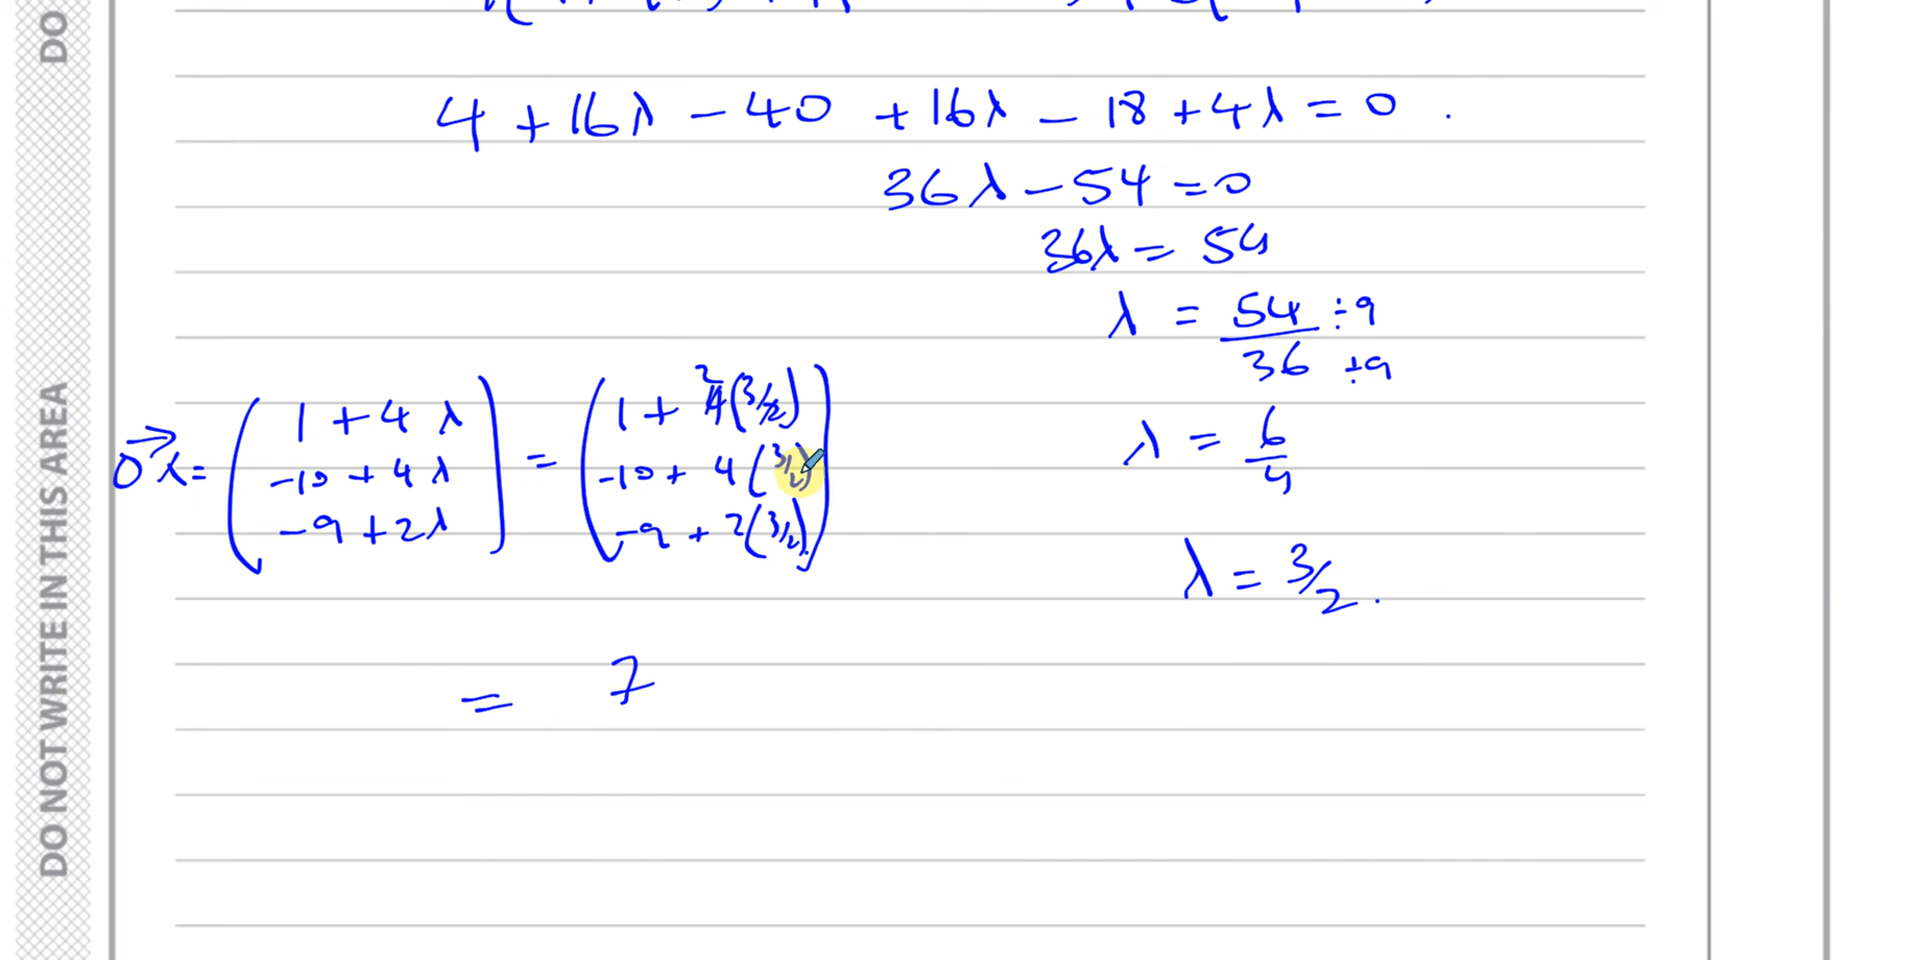 4 + 16λ - 40 + 16λ - 18 + 4λ = 0 .
36λ - 54 = 0
36λ = 54
λ = 54 ÷9 / 36 ÷9
λ = 6/4
λ = 3/2 .
1 + 4λ = 1 + 4(3/2) 2
-10 + 4λ -10 + 4(3/2)
-9 + 2λ -9 + 2(3/2)
= 7
DO
DO NOT WRITE IN THIS AREA